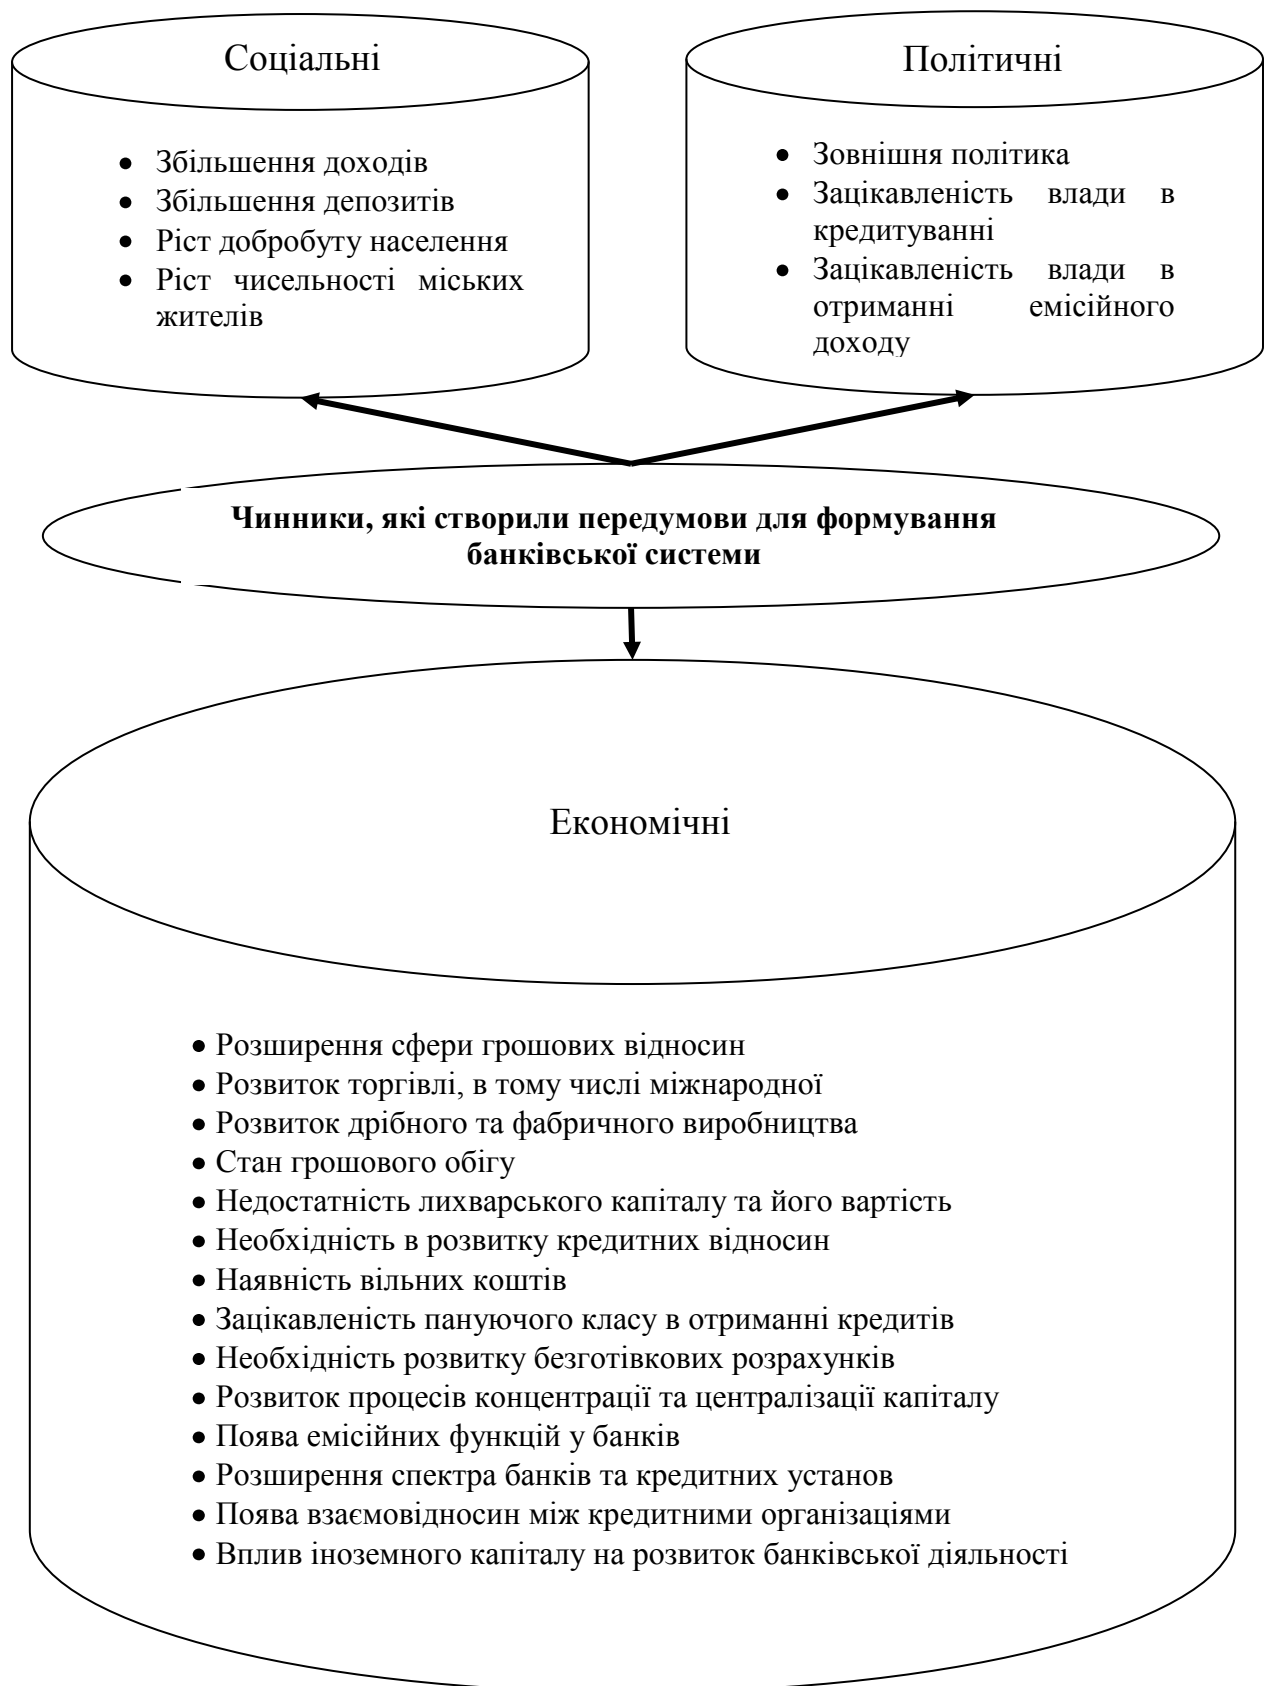 Соціальні
• Збільшення доходів
• Збільшення депозитів
• Ріст добробуту населення
• Ріст чисельності міських
жителів
Політичні
• Зовнішня політика
• Зацікавленість влади в
кредитуванні
• Зацікавленість влади в
отриманні емісійного
доходу
Чинники, які створили передумови для формування
банківської системи
Економічні
• Розширення сфери грошових відносин
• Розвиток торгівлі, в тому числі міжнародної
• Розвиток дрібного та фабричного виробництва
• Стан грошового обігу
• Недостатність лихварського капіталу та його вартість
• Необхідність в розвитку кредитних відносин
• Наявність вільних коштів
• Зацікавленість пануючого класу в отриманні кредитів
• Необхідність розвитку безготівкових розрахунків
• Розвиток процесів концентрації та централізації капіталу
• Поява емісійних функцій у банків
• Розширення спектра банків та кредитних установ
• Поява взаємовідносин між кредитними організаціями
• Вплив іноземного капіталу на розвиток банківської діяльності